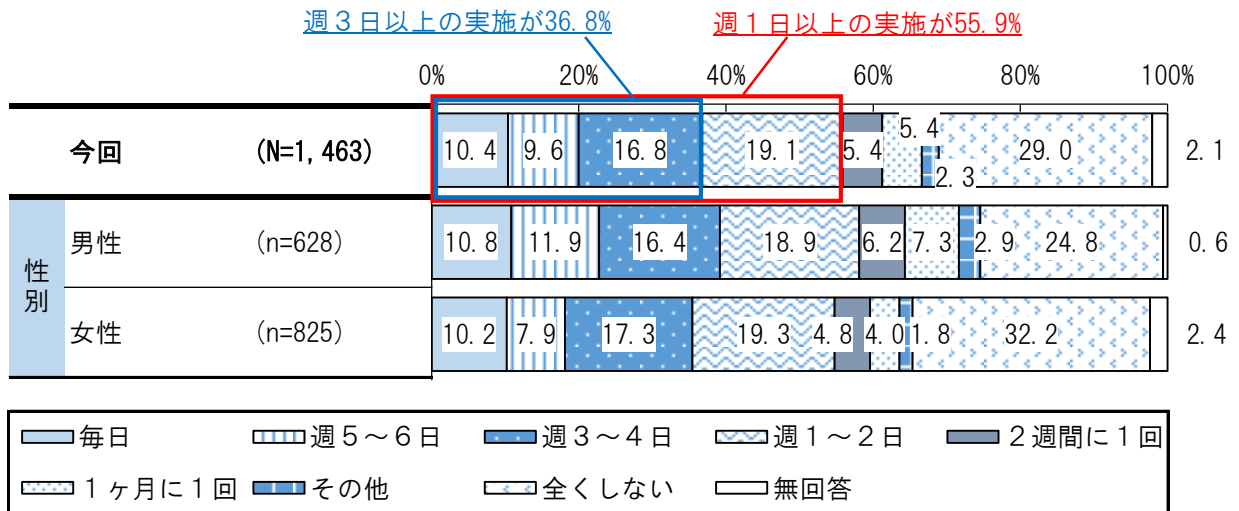 週３日以上の実施が36.8%
週１日以上の実施が55.9%
0% 20% 40% 60% 80% 100%
今回 (N=1,463) 10.4 9.6 16.8 19.1 5.4 5.4 2.3 29.0 2.1
性別
男性 (n=628) 10.8 11.9 16.4 18.9 6.2 7.3 2.9 24.8 0.6
女性 (n=825) 10.2 7.9 17.3 19.3 4.8 4.0 1.8 32.2 2.4
毎日 週５～６日 週３～４日 週１～２日 ２週間に１回
１ヶ月に１回 その他 全くしない 無回答